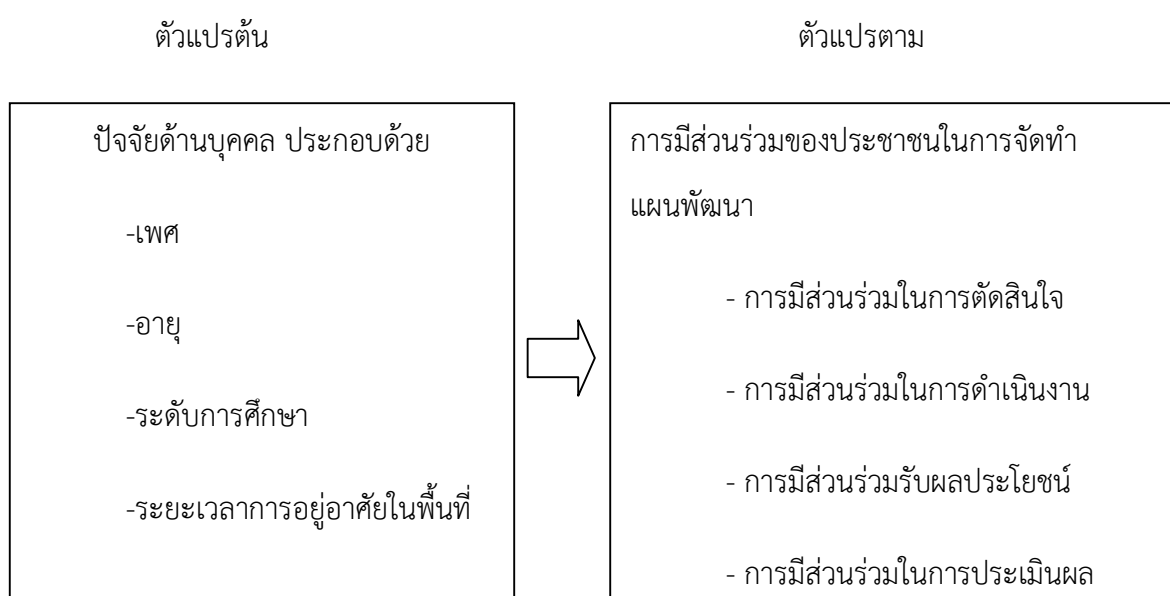 ตัวแปรต้น
ตัวแปรตาม
ปัจจัยด้านบุคคล ประกอบด้วย
-เพศ
-อายุ
-ระดับการศึกษา
-ระยะเวลาการอยู่อาศัยในพื้นที่
การมีส่วนร่วมของประชาชนในการจัดทำ
แผนพัฒนา
- การมีส่วนร่วมในการตัดสินใจ
- การมีส่วนร่วมในการดำเนินงาน
- การมีส่วนร่วมรับผลประโยชน์
- การมีส่วนร่วมในการประเมินผล